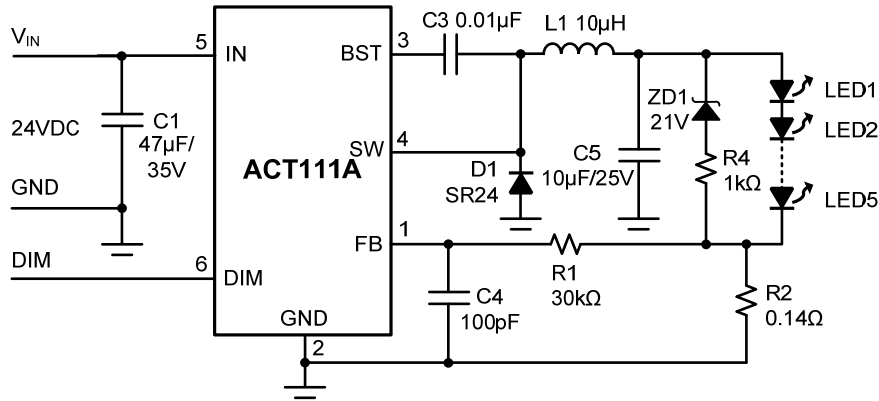 C3 0.01µF
L1 10µH
VIN
5
IN
BST
3
ZD1
21V
LED1
LED2
24VDC
C1
47µF/
35V
4
SW
ACT111A
D1
SR24
C5
10µF/25V
R4
1kΩ
LED5
GND
1
FB
DIM
6
DIM
R1
30kΩ
C4
100pF
R2
0.14Ω
GND
2